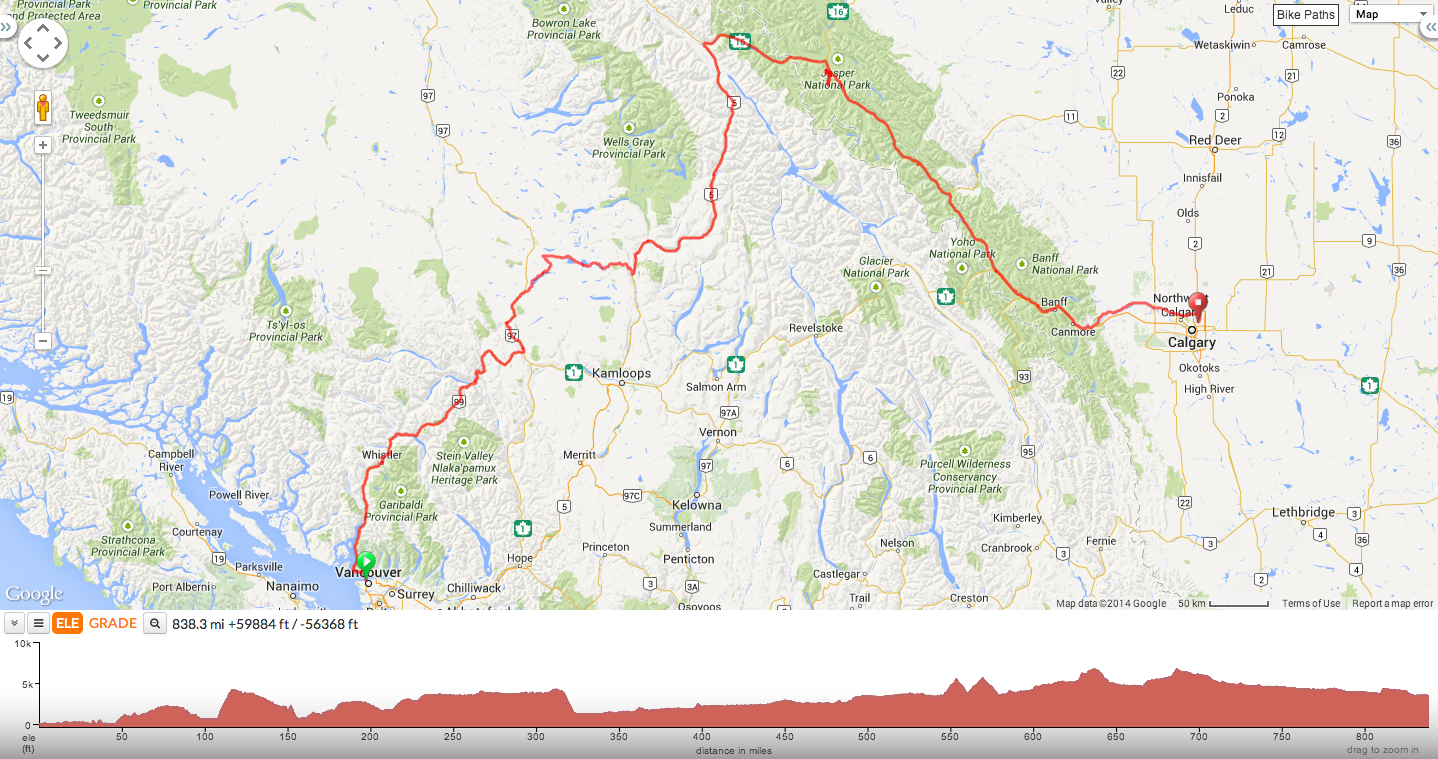 Provincial Park
and Protected Area
Provincial Park
Bowron Lake
Provincial Park
16
Valley
Leduc
Bike Paths
Map
16
Wetaskiwin
Camrose
Jasper
National Park
22
21
97
5
Ponoka
Tweedsmuir
South
Provincial Park
97
Wells Gray
Provincial Park
11
2
12
Red Deer
36
Innisfail
5
Olds
Yoho
National Park
2
9
Glacier
National Park
Banff
National Park
21
36
1
Ts'yl-os
Provincial Park
Banff
Northwest
Calgary
Canmore
97
Revelstoke
Calgary
1
Kamloops
1
Salmon Arm
Okotoks
High River
93
1
19
99
97A
Vernon
Campbell
River
Whistler
Stein Valley
Nlaka'pamux
Heritage Park
Merritt
97
6
6
Purcell Wilderness
Conservancy
Provincial Park
95
Powell River
Garibaldi
Provincial Park
97C
5
Kelowna
22
Strathcona
Provincial Park
Courtenay
1
Summerland
Kimberley
Lethbridge
3
19
Parksville
Hope
Princeton
Penticton
Nelson
Cranbrook
3
Fernie
3
4
36
Port Alberni
Nanaimo
Vancouver
Surrey
Chilliwack
Abbotsford
3
3A
Osoyoos
Castlegar
Trail
Creston
2
4
Google
Map data ©2014 Google
50 km
Terms of Use
Report a map error
ELE
GRADE
838.3 mi +59884 ft / -56368 ft
10k
5k
0
ele
(ft)
50
100
150
200
250
300
350
400
450
500
550
600
650
700
750
800
distance in miles
drag to zoom in